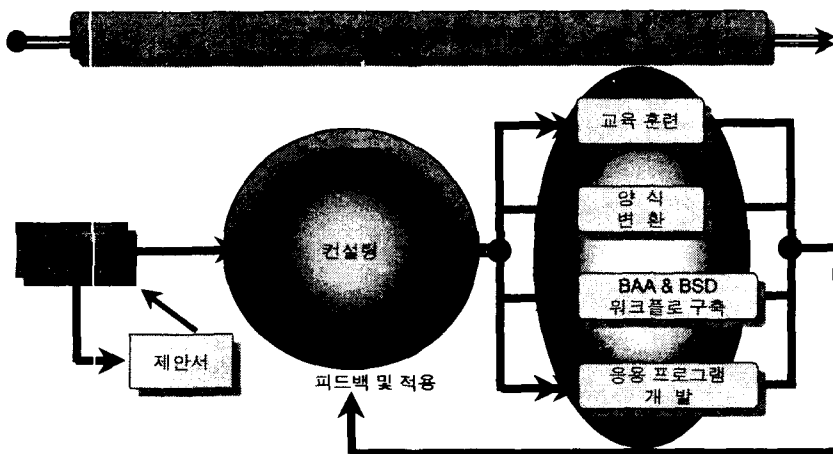 교육 훈련
양 식
변 환
컨설팅
BAA & BSD
워크플로 구축
제안서
응용 프로그램
개 발
피드백 및 적용